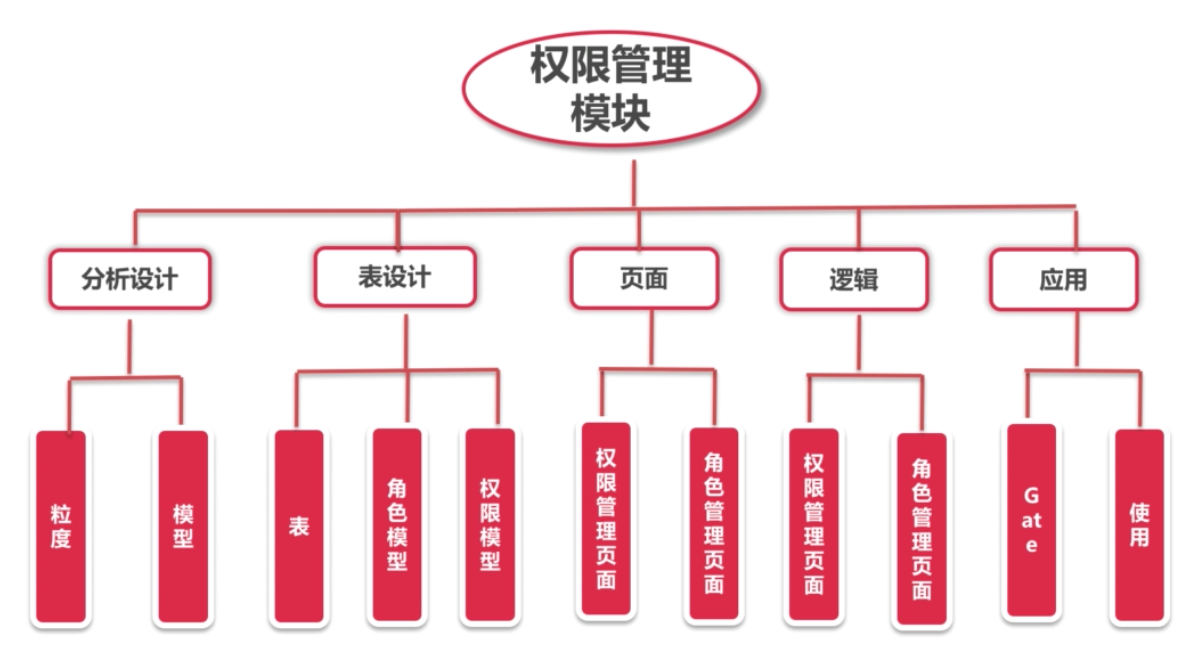 权限管理
模块
分析设计
表设计
页面
逻辑
应用
粒度
模型
表
角色模型
权限模型
权限管理页面
角色管理页面
权限管理页面
角色管理页面
Gate
使用